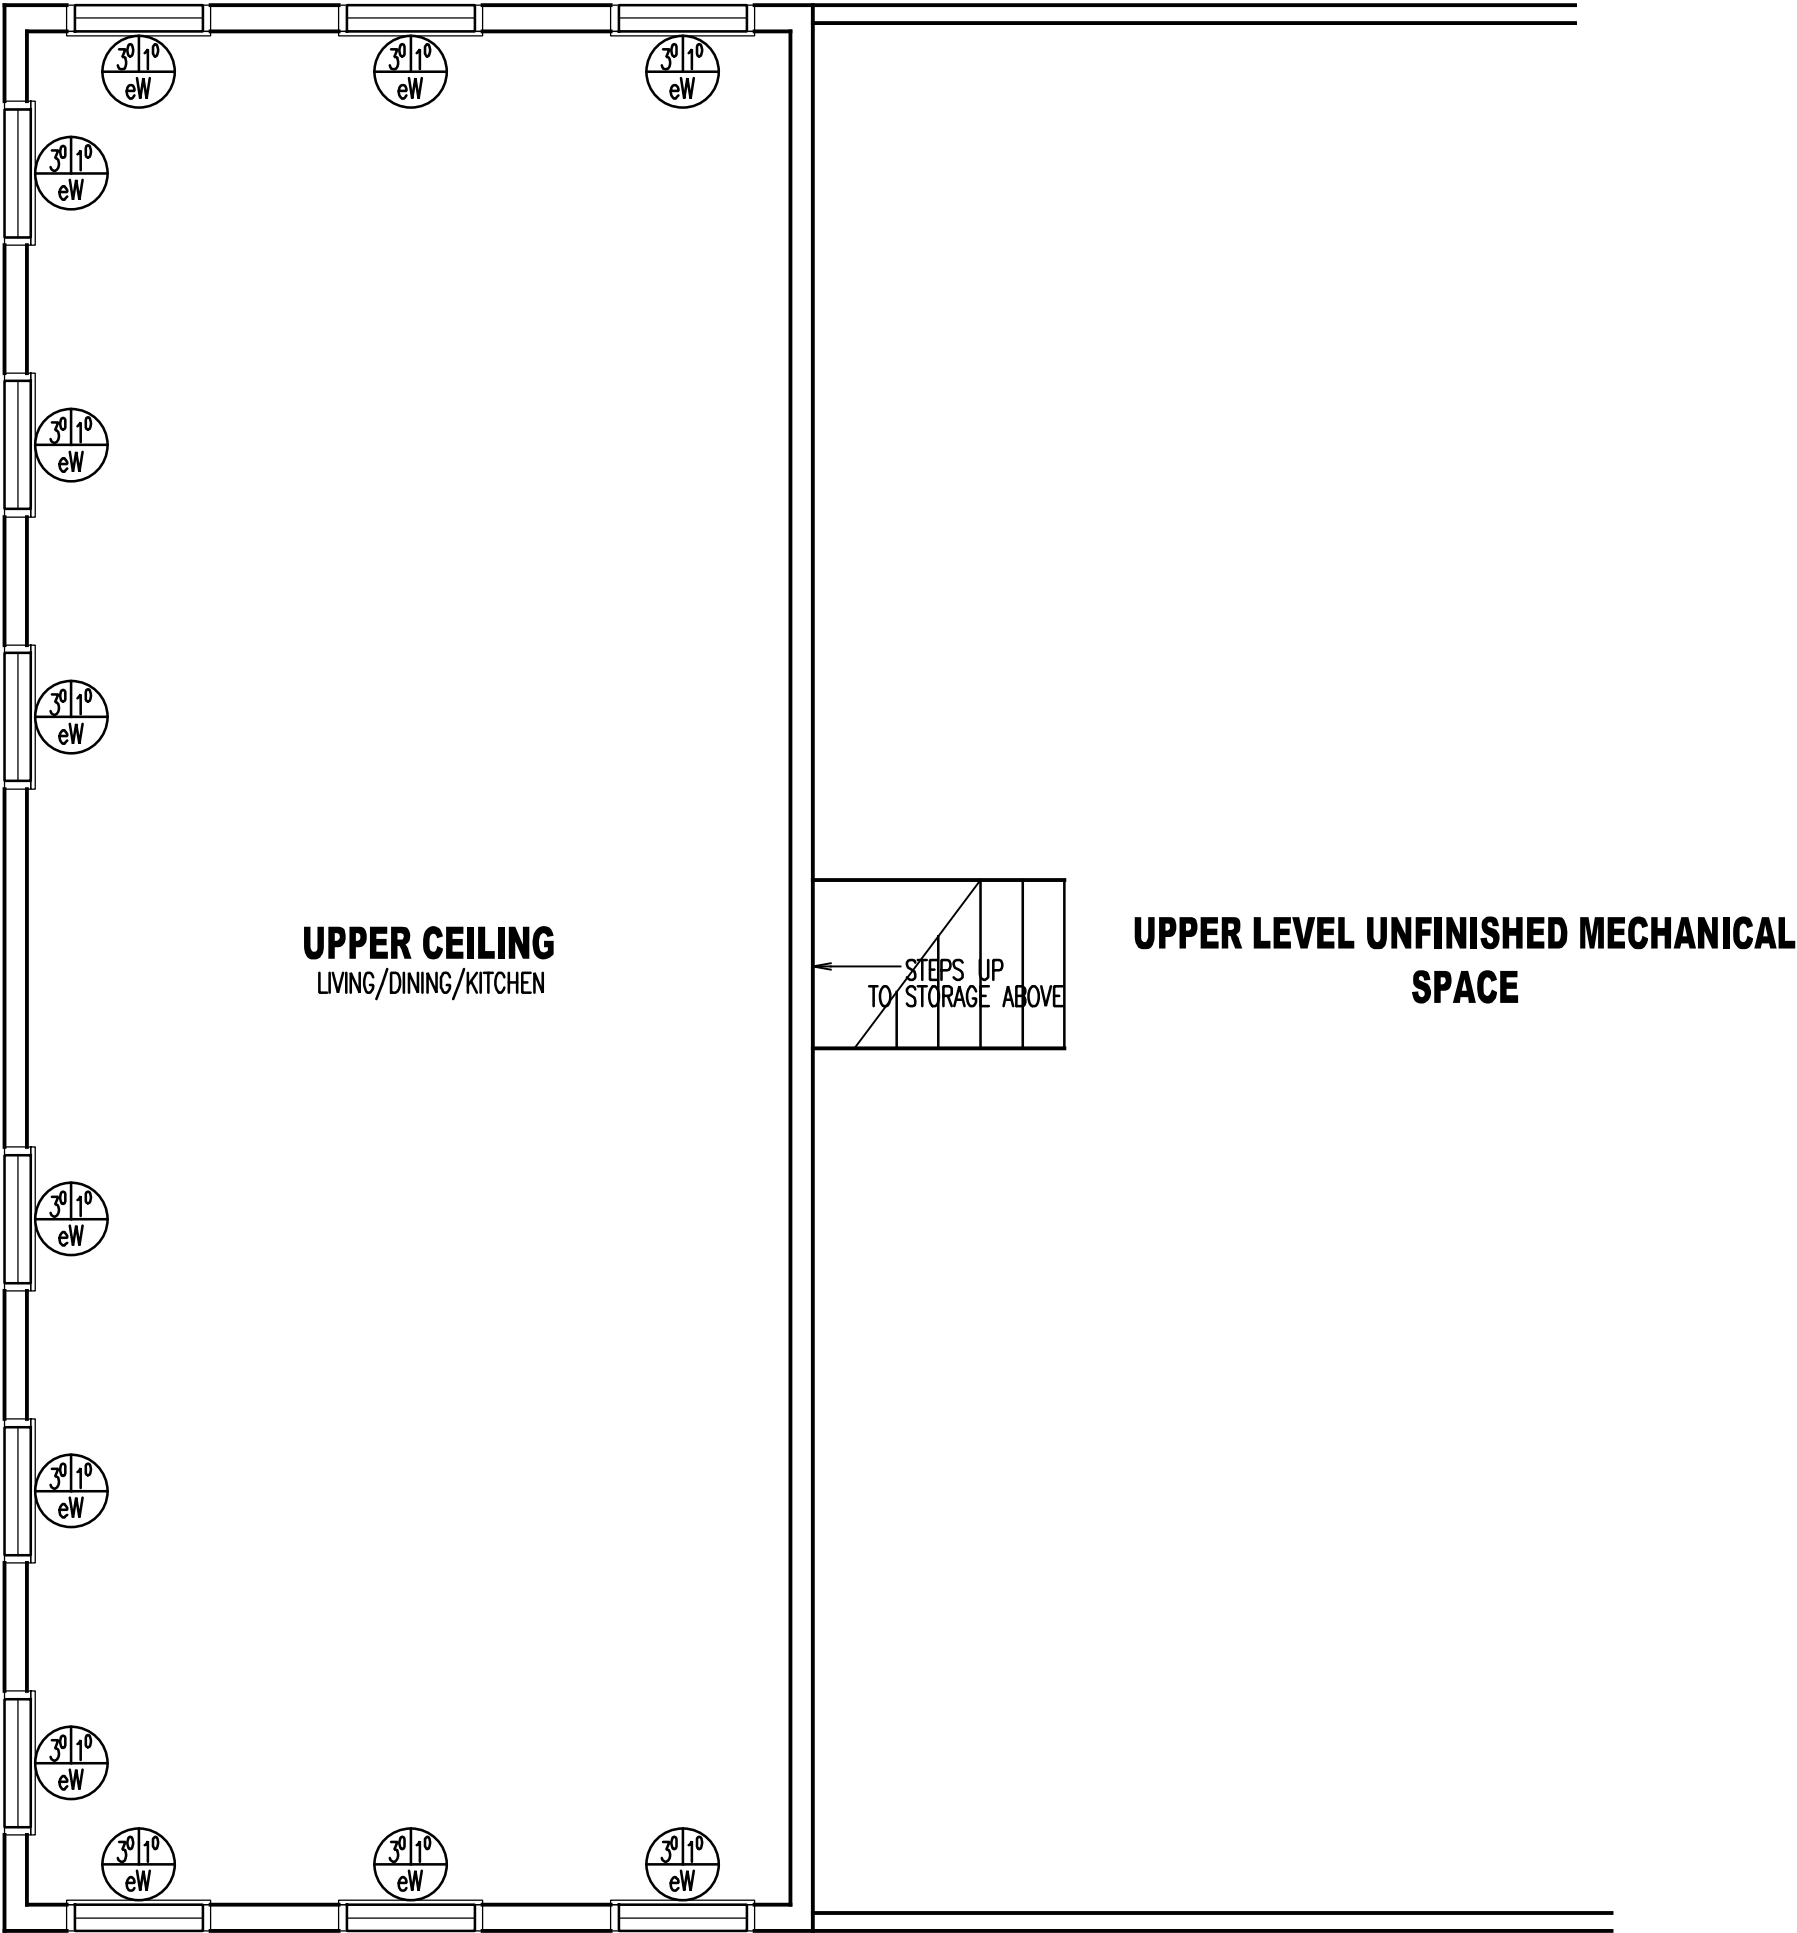 3⁰ 1⁰ 3⁰ 1⁰ 3⁰ 1⁰
eW eW eW
3⁰ 1⁰
eW
3⁰ 1⁰
eW
3⁰ 1⁰
eW
UPPER CEILING
LIVING/DINING/KITCHEN
STEPS UP
TO STORAGE ABOVE
UPPER LEVEL UNFINISHED MECHANICAL
SPACE
3⁰ 1⁰
eW
3⁰ 1⁰
eW
3⁰ 1⁰
eW
3⁰ 1⁰ 3⁰ 1⁰ 3⁰ 1⁰
eW eW eW